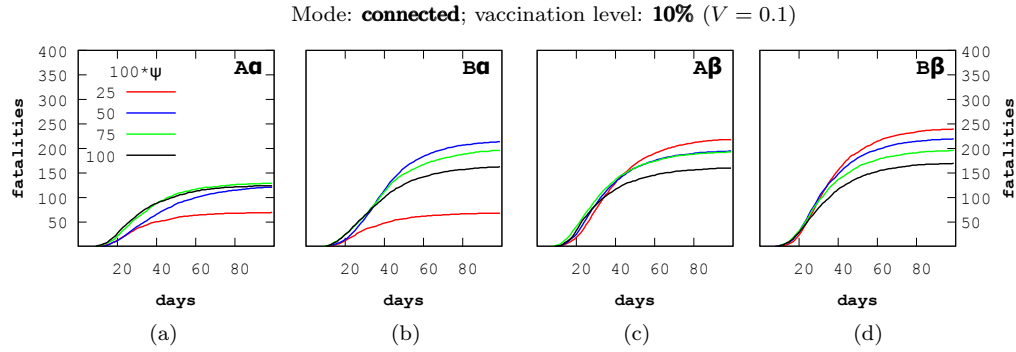 Mode: connected; vaccination level: 10% (V = 0.1)
400 350 300 250 200 150 100 50
fatalities
100*ψ
25
50
75
100
Aα
Bα
Aβ
Bβ
400 350 300 250 200 150 100 50
fatalities
20 40 60 80 20 40 60 80 20 40 60 80 20 40 60 80
days days days days
(a) (b) (c) (d)